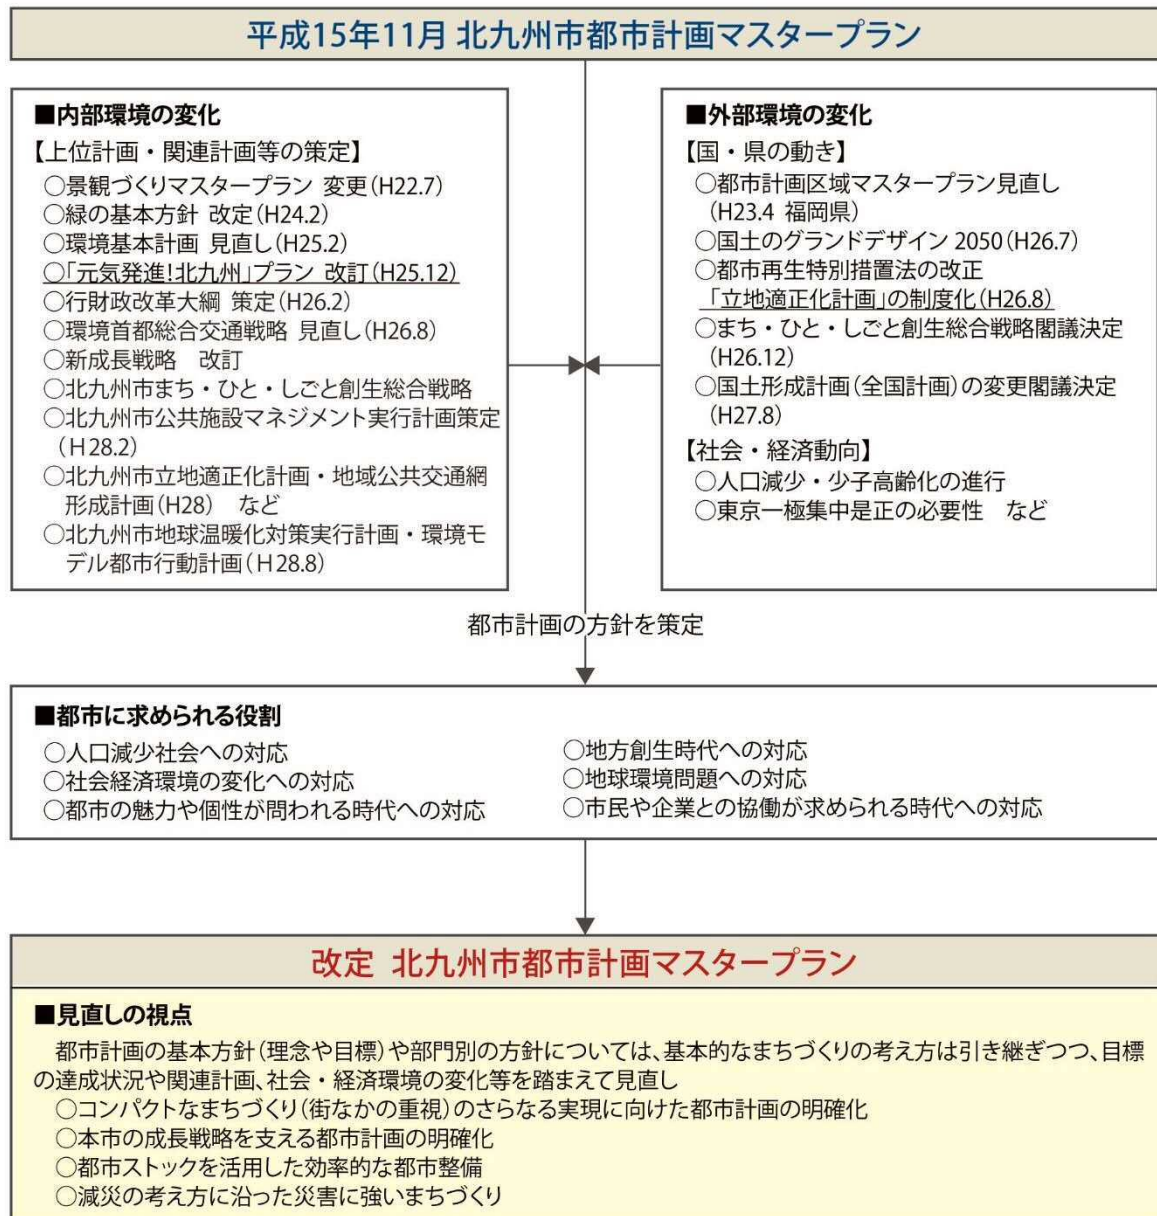 平成15年11月 北九州市都市計画マスタープラン
■内部環境の変化
【上位計画・関連計画等の策定】
○景観づくりマスタープラン 変更(H22.7)
○緑の基本方針 改定(H24.2)
○環境基本計画 見直し(H25.2)
○「元気発進!北九州」プラン 改訂(H25.12)
○行財政改革大綱 策定(H26.2)
○環境首都総合交通戦略 見直し(H26.8)
○新成長戦略　改訂
○北九州市まち・ひと・しごと創生総合戦略
○北九州市公共施設マネジメント実行計画策定
(Ｈ28.2)
○北九州市立地適正化計画・地域公共交通網
形成計画(H28)　など
○北九州市地球温暖化対策実行計画・環境モ
デル都市行動計画(Ｈ28.8)
■外部環境の変化
【国・県の動き】
○都市計画区域マスタープラン見直し
(H23.4 福岡県)
○国土のグランドデザイン 2050(H26.7)
○都市再生特別措置法の改正
「立地適正化計画」の制度化(H26.8)
○まち・ひと・しごと創生総合戦略閣議決定
(H26.12)
○国土形成計画(全国計画)の変更閣議決定
(H27.8)
【社会・経済動向】
○人口減少・少子高齢化の進行
○東京一極集中是正の必要性　など
都市計画の方針を策定
■都市に求められる役割
○人口減少社会への対応
○社会経済環境の変化への対応
○都市の魅力や個性が問われる時代への対応
○地方創生時代への対応
○地球環境問題への対応
○市民や企業との協働が求められる時代への対応
改定 北九州市都市計画マスタープラン
■見直しの視点
都市計画の基本方針(理念や目標)や部門別の方針については、基本的なまちづくりの考え方は引き継ぎつつ、目標
の達成状況や関連計画、社会・経済環境の変化等を踏まえて見直し
○コンパクトなまちづくり(街なかの重視)のさらなる実現に向けた都市計画の明確化
○本市の成長戦略を支える都市計画の明確化
○都市ストックを活用した効率的な都市整備
○減災の考え方に沿った災害に強いまちづくり